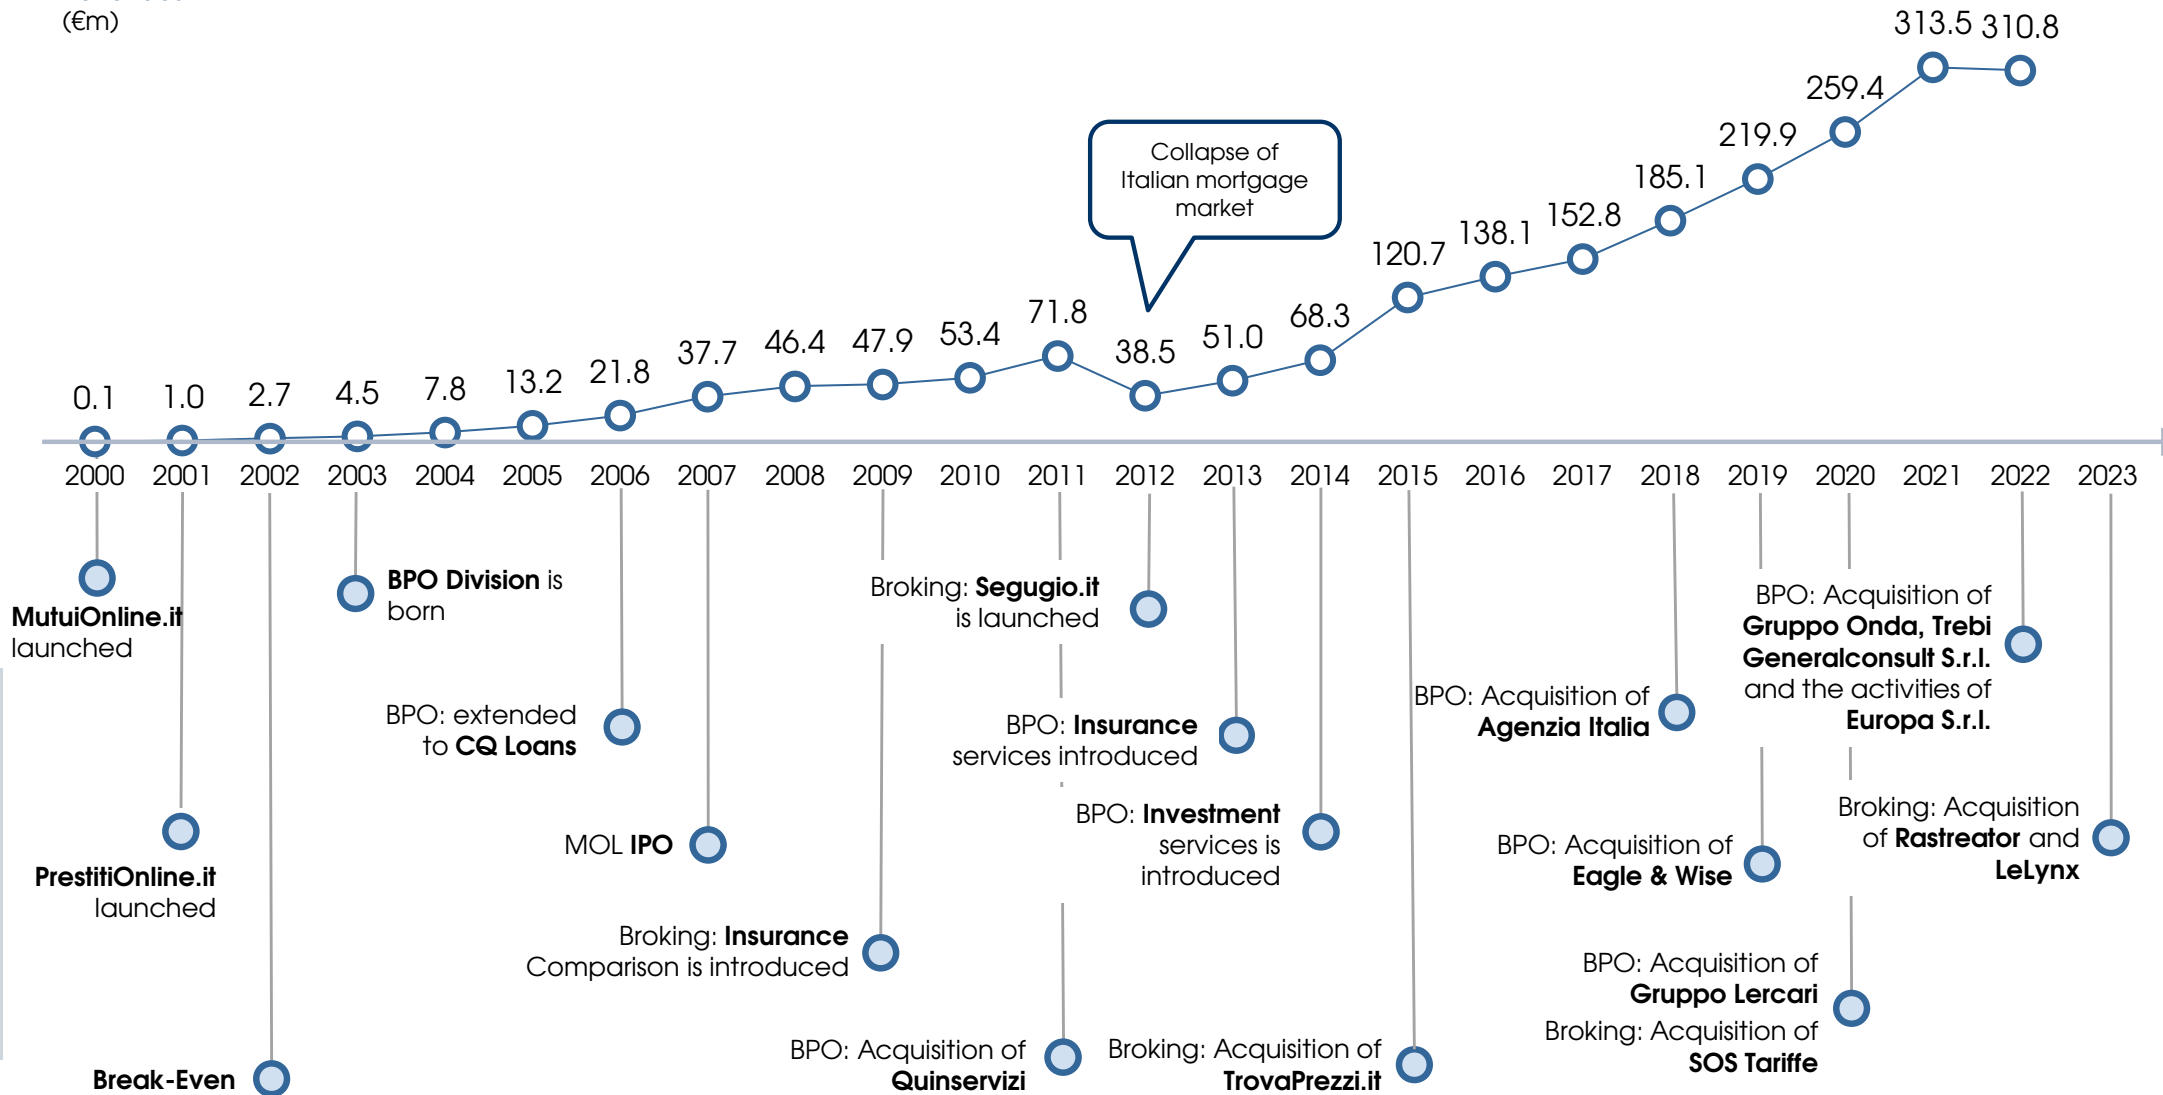 (€m)
313.5 310.8
259.4
219.9
185.1
152.8
138.1
120.7
68.3
51.0
38.5
71.8
53.4
47.9
46.4
37.7
21.8
13.2
7.8
4.5
2.7
1.0
0.1
Collapse of
Italian mortgage
market
2000 2001 2002 2003 2004 2005 2006 2007 2008 2009 2010 2011 2012 2013 2014 2015 2016 2017 2018 2019 2020 2021 2022 2023
MutuiOnline.it
launched
PrestitiOnline.it
launched
Break-Even
BPO Division is
born
BPO: extended
to CQ Loans
MOL IPO
Broking: Insurance
Comparison is introduced
BPO: Acquisition of
Quinservizi
Broking: Segugio.it
is launched
BPO: Insurance
services introduced
BPO: Investment
services is
introduced
Broking: Acquisition of
TrovaPrezzi.it
BPO: Acquisition of
Agenzia Italia
BPO: Acquisition of
Eagle & Wise
BPO: Acquisition of
Gruppo Lercari
Broking: Acquisition of
SOS Tariffe
BPO: Acquisition of
Gruppo Onda, Trebi
Generalconsult S.r.l.
and the activities of
Europa S.r.l.
Broking: Acquisition
of Rastreator and
LeLynx